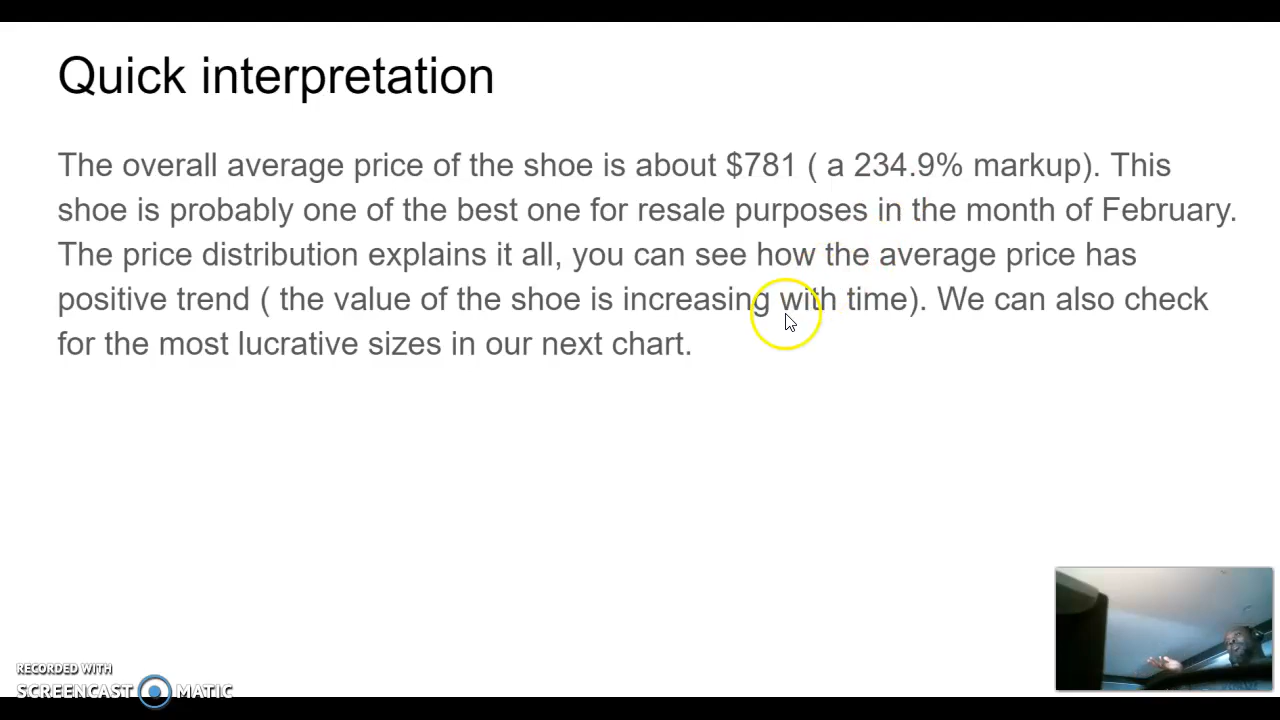 Quick interpretation
The overall average price of the shoe is about $781 ( a 234.9% markup). This
shoe is probably one of the best one for resale purposes in the month of February.
The price distribution explains it all, you can see how the average price has
positive trend ( the value of the shoe is increasing with time). We can also check
for the most lucrative sizes in our next chart.
RECORDED WITH
SCREENCAST MATIC